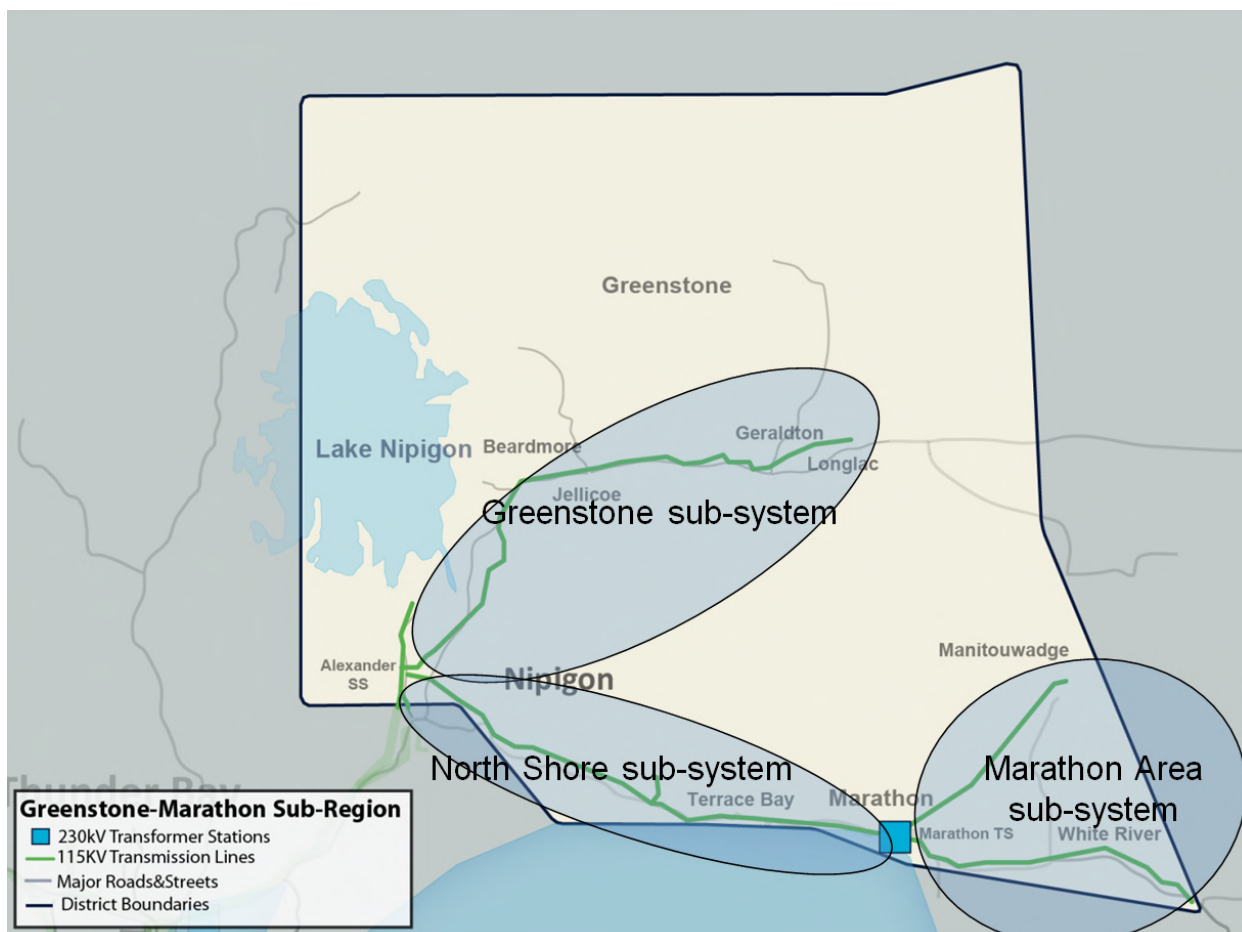 Greenstone
Lake Nipigon
Beardmore
Geraldton
Longlac
Jellicoe
Greenstone sub-system
Alexander
SS
Nipigon
Manitouwadge
North Shore sub-system
Marathon Area
sub-system
Terrace Bay
Marathon
Marathon TS
White River
Thunder Bay
Greenstone-Marathon Sub-Region
230kV Transformer Stations
115KV Transmission Lines
Major Roads&Streets
District Boundaries